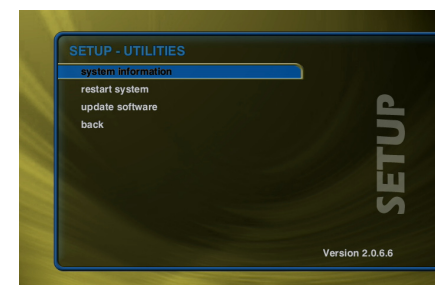 SETUP - UTILITIES
system information
restart system
update software
back
SETUP
Version 2.0.6.6